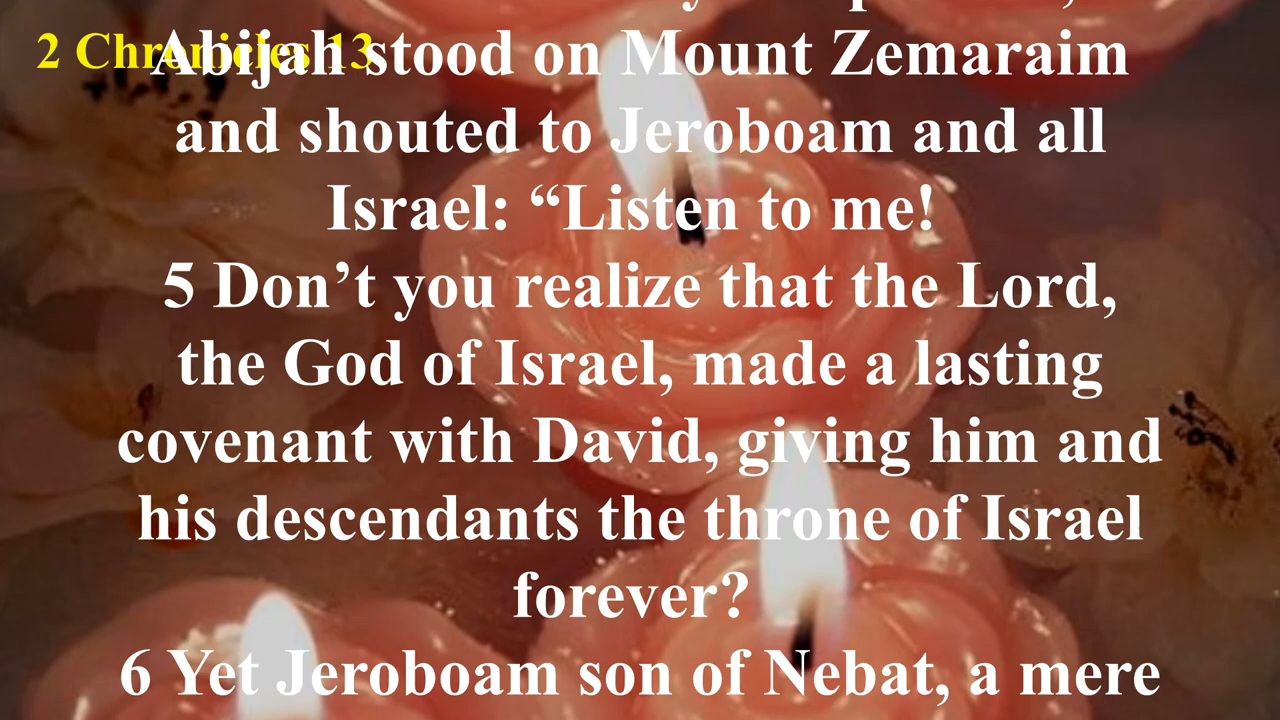 2 Chronicles 13
Abijah stood on Mount Zemaraim
and shouted to Jeroboam and all
Israel: “Listen to me!
5 Don’t you realize that the Lord,
the God of Israel, made a lasting
covenant with David, giving him and
his descendants the throne of Israel
forever?
6 Yet Jeroboam son of Nebat, a mere